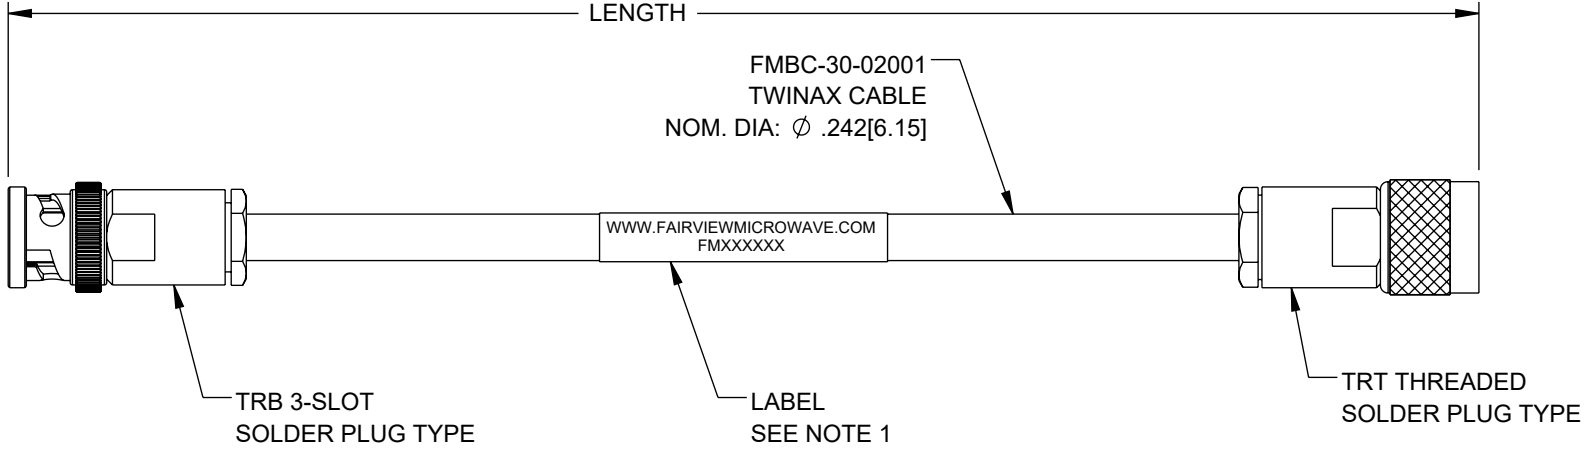 LENGTH
FMBC-30-02001
TWINAX CABLE
NOM. DIA: ∅ .242[6.15]
WWW.FAIRVIEWMICROWAVE.COM
FMXXXXXX
TRB 3-SLOT
SOLDER PLUG TYPE
LABEL
SEE NOTE 1
TRT THREADED
SOLDER PLUG TYPE